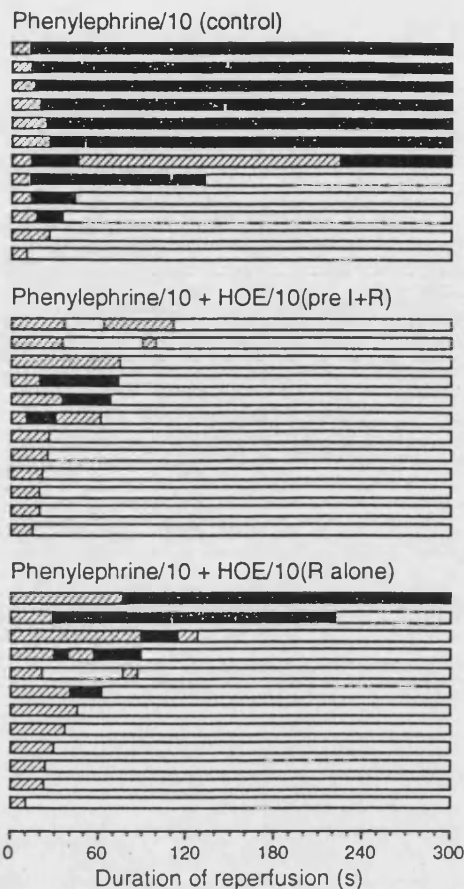 Phenylephrine/10 (control)
Phenylephrine/10 + HOE/10(pre I+R)
Phenylephrine/10 + HOE/10(R alone)
0 60 120 180 240 300
Duration of reperfusion (s)